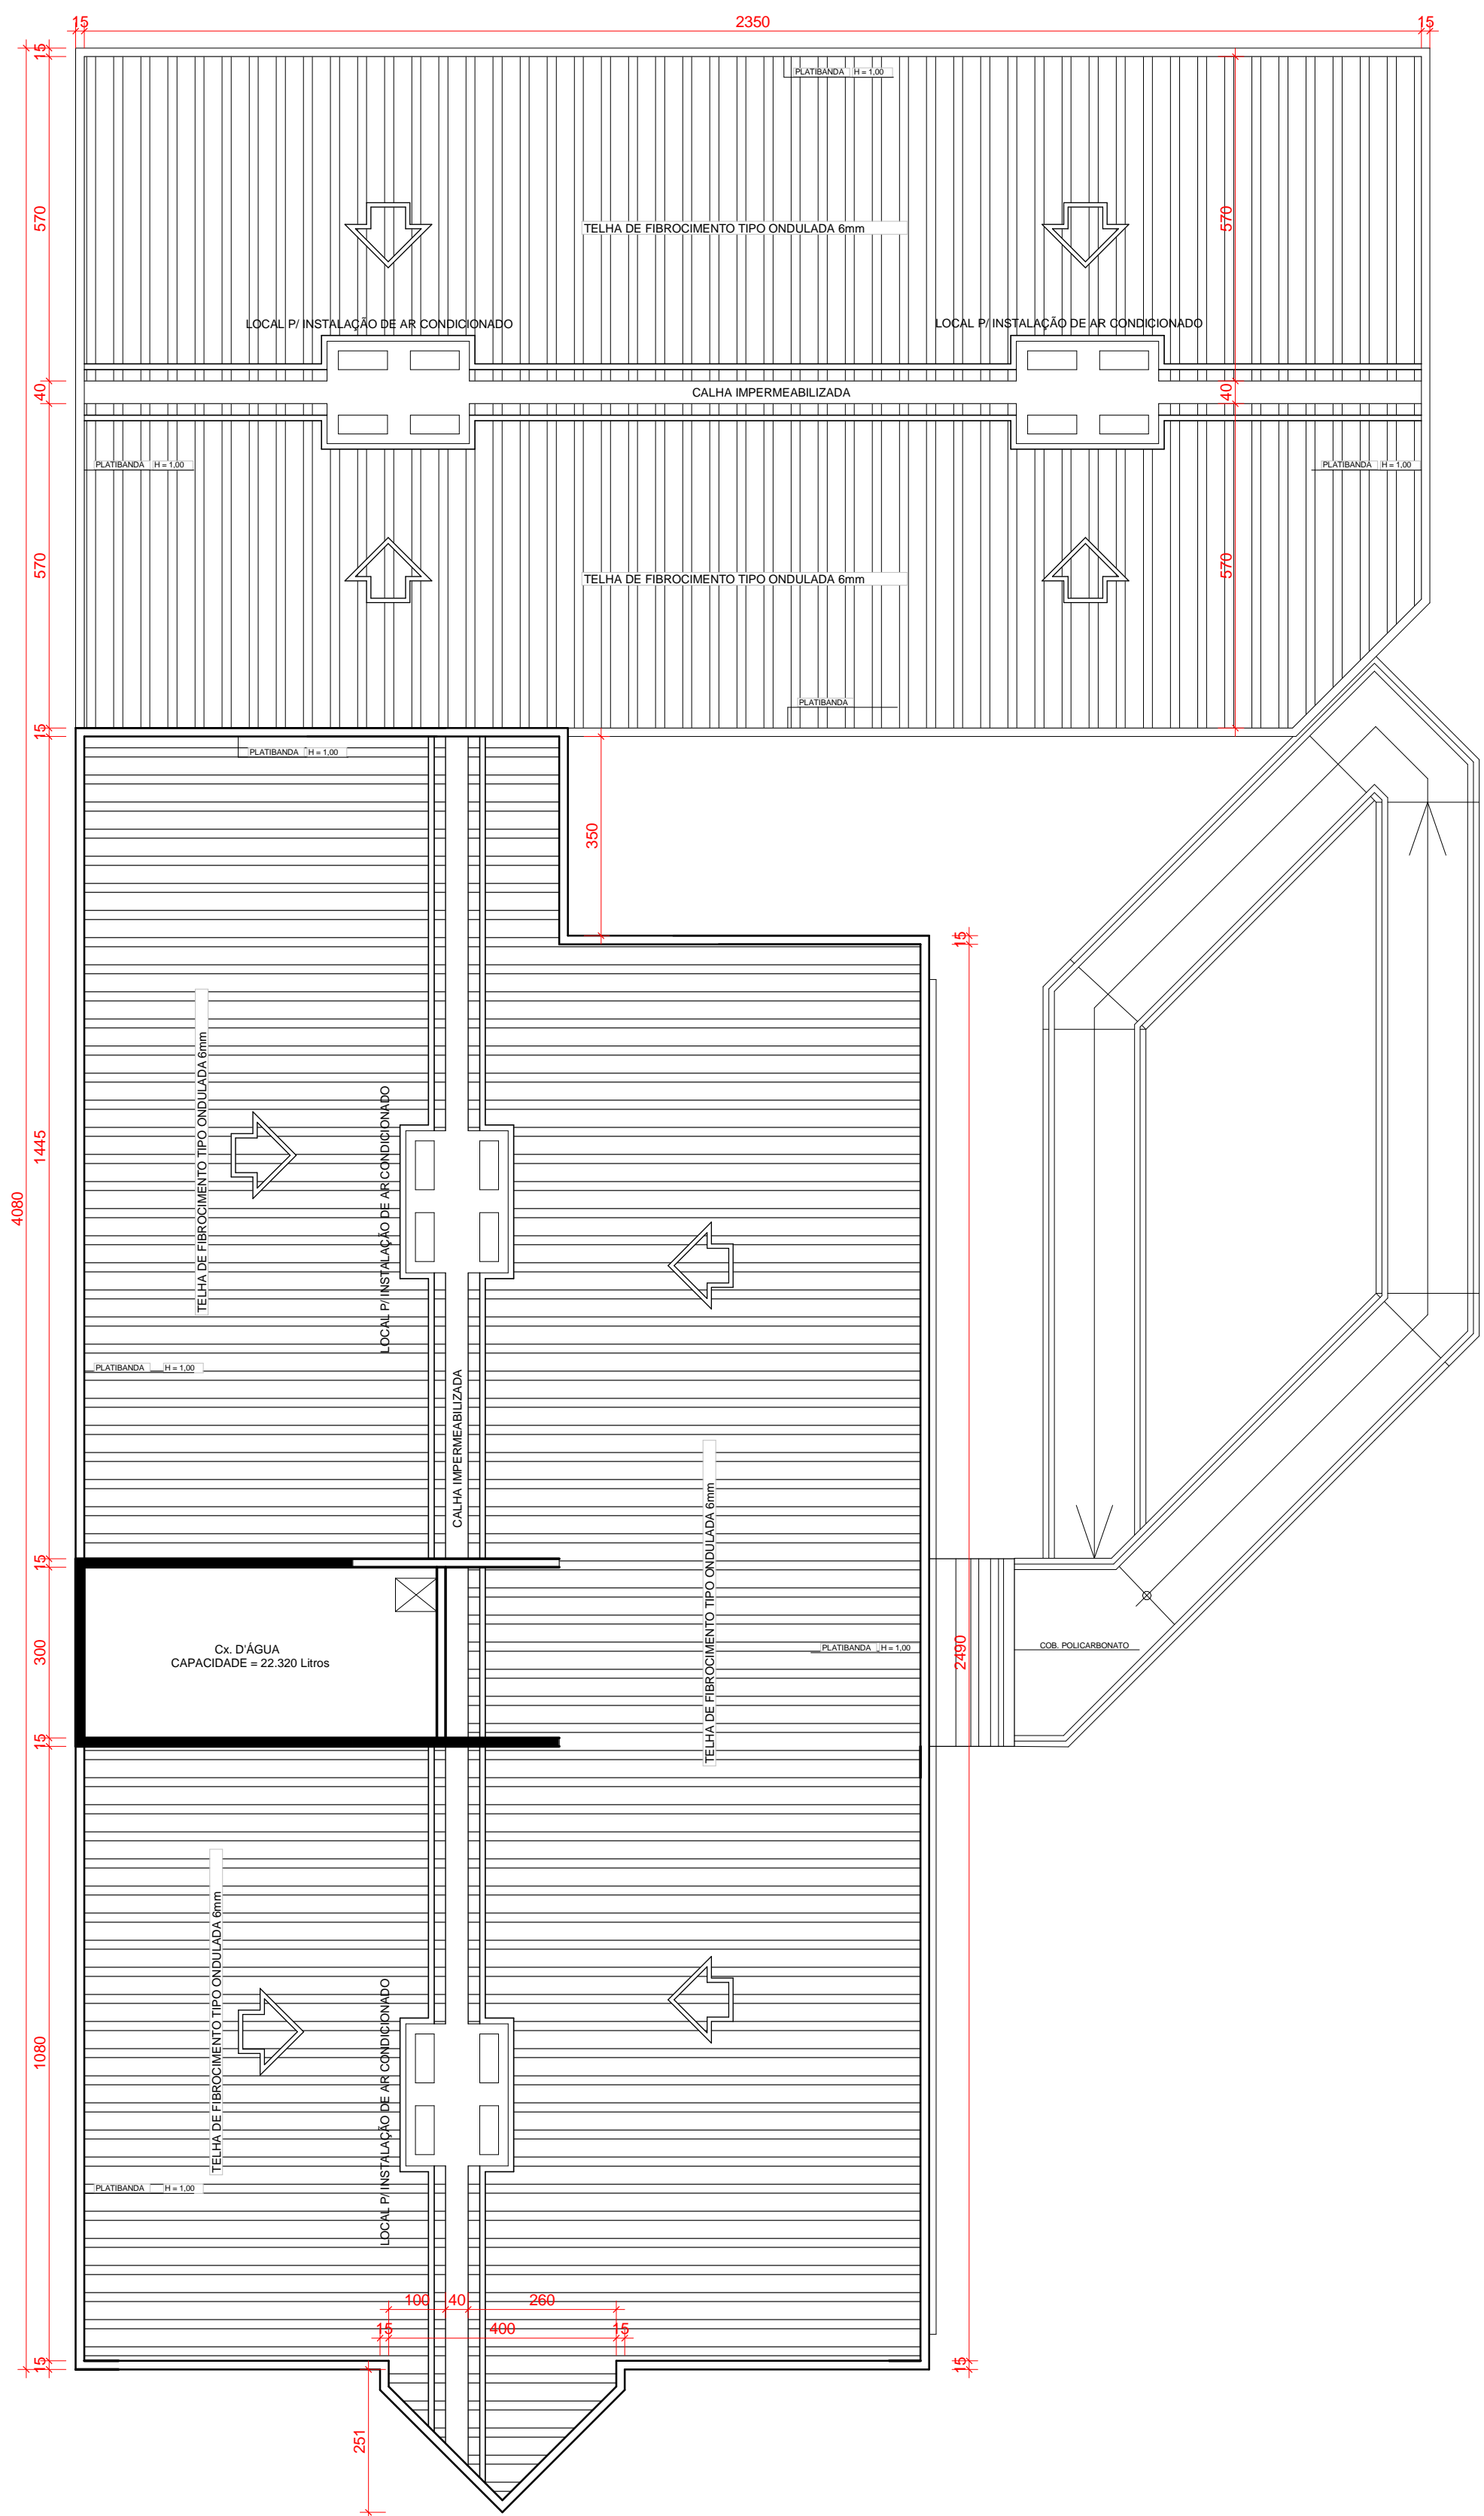 15
2350
15
15
PLATIBANDA H = 1,00
570
TELHA DE FIBROCIMENTO TIPO ONDULADA 6mm
570
LOCAL P/ INSTALAÇÃO DE AR CONDICIONADO
LOCAL P/ INSTALAÇÃO DE AR CONDICIONADO
40
CALHA IMPERMEABILIZADA
40
PLATIBANDA H = 1,00
PLATIBANDA H = 1,00
570
TELHA DE FIBROCIMENTO TIPO ONDULADA 6mm
570
PLATIBANDA
15
PLATIBANDA H = 1,00
350
15
TELHA DE FIBROCIMENTO TIPO ONDULADA 6mm
LOCAL P/ INSTALAÇÃO DE AR CONDICIONADO
1445
4080
PLATIBANDA H = 1,00
CALHA IMPERMEABILIZADA
TELHA DE FIBROCIMENTO TIPO ONDULADA 6mm
15
Cx. D'ÁGUA
CAPACIDADE = 22.320 Litros
300
PLATIBANDA H = 1,00
2490
COB. POLICARBONATO
15
TELHA DE FIBROCIMENTO TIPO ONDULADA 6mm
LOCAL P/ INSTALAÇÃO DE AR CONDICIONADO
1080
PLATIBANDA H = 1,00
100
40
260
15
400
15
15
15
251